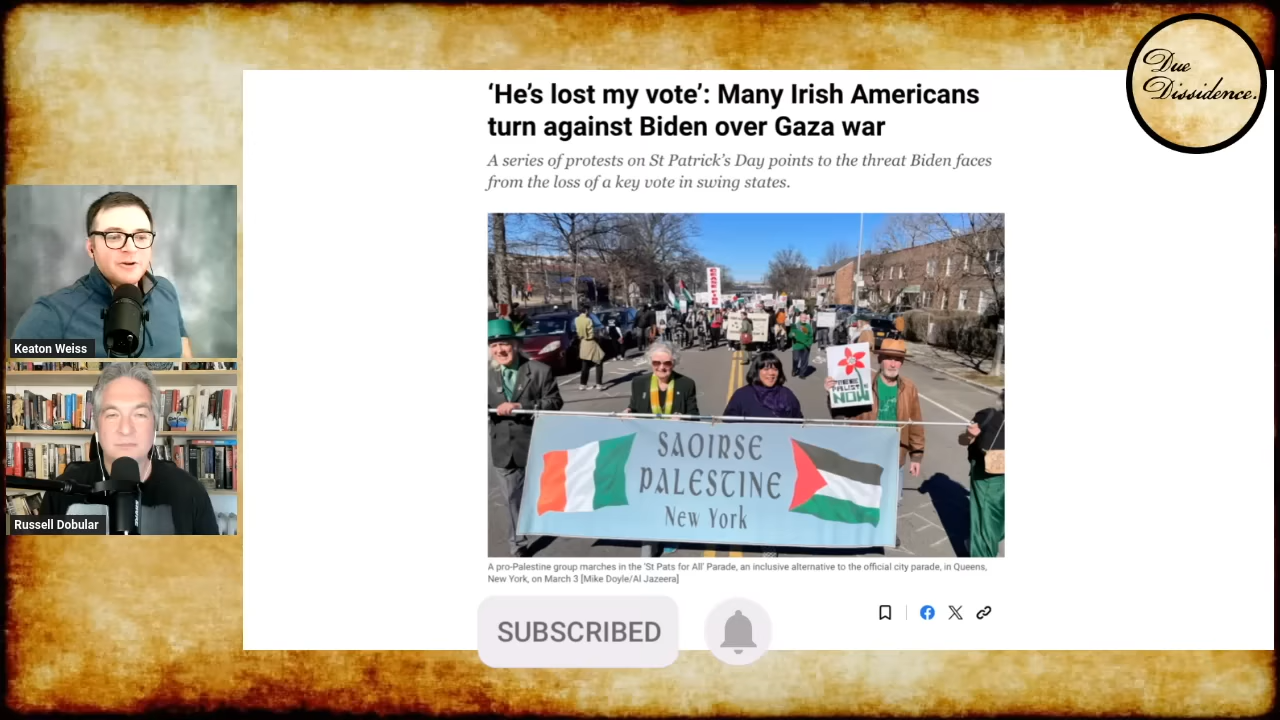 Due
Dissidence.
‘He’s lost my vote’: Many Irish Americans
turn against Biden over Gaza war
A series of protests on St Patrick’s Day points to the threat Biden faces
from the loss of a key vote in swing states.
Keaton Weiss
Russell Dobular
NOW
SAOIRSE
PALESTINE
New York
A pro-Palestine group marches in the 'St Pats for All' Parade, an inclusive alternative to the official city parade, in Queens,
New York, on March 3 [Mike Doyle/Al Jazeera]
SUBSCRIBED